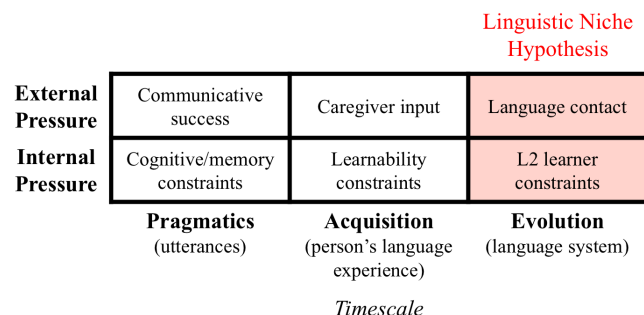 Linguistic Niche
Hypothesis
External
Pressure
Communicative
success
Caregiver input
Language contact
Internal
Pressure
Cognitive/memory
constraints
Learnability
constraints
L2 learner
constraints
Pragmatics
(utterances)
Acquisition
(person's language
experience)
Evolution
(language system)
Timescale